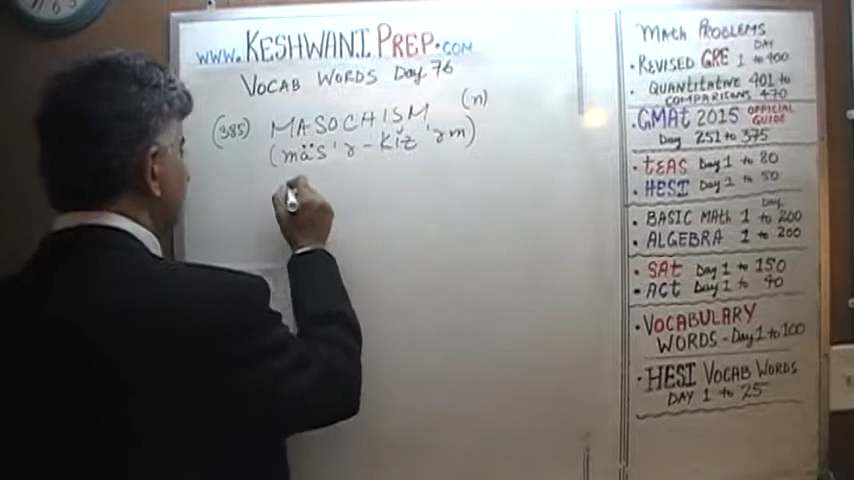 www.KESHWANIPREP.COM
VOCAB WORDS Day 76
(385) MASOCHISM (n)
(mäs'ə-kĭz'əm)
Math PROBLEMS
DAY
• REVISED GRE 1 to 400
• QUANTITATIVE 401 to
COMPARISONS 470
• GMAt 2015 OFFICIAL GUIDE
Day 251 to 375
• tEAS Day 1 to 80
• HESI Day 1 to 50
Day
• BASIC MAth 1 to 200
• ALGEBRA 1 to 200
• SAt Day 1 to 150
• ACt Day 1 to 40
• VOCABULARY
WORDS - Day 1 to 100
• HESI VOCAB WORDS
DAY 1 to 25